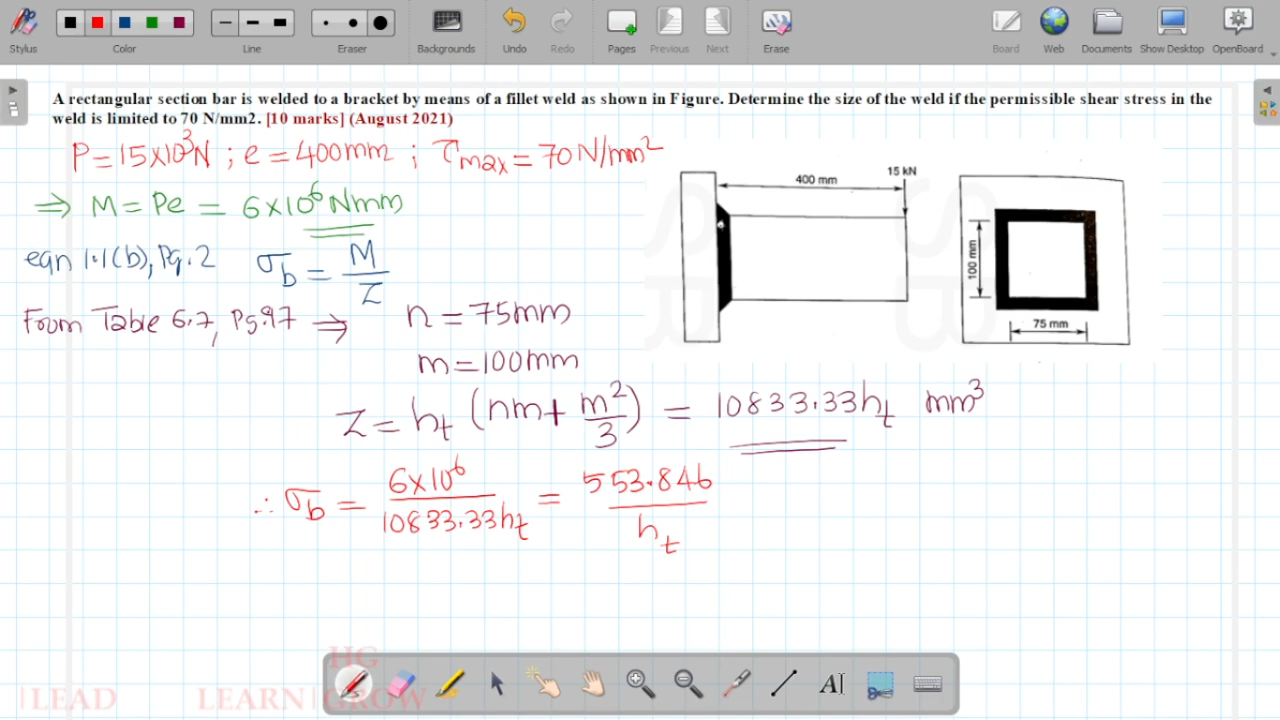 Stylus
Color
Line
Eraser
Backgrounds
Undo
Redo
Pages
Previous
Next
Erase
Board
Web
Documents
Show Desktop
OpenBoard
A rectangular section bar is welded to a bracket by means of a fillet weld as shown in Figure. Determine the size of the weld if the permissible shear stress in the
weld is limited to 70 N/mm2. [10 marks] (August 2021)
P = 15×10³N ; e = 400mm ; τmax = 70N/mm²
⇒ M = Pe = 6×10⁶ Nmm
eqn 1.1(b), Pg. 2 σb = M/Z
From Table 6.7, Pg.97 ⇒ n = 75mm
m = 100mm
Z = ht (nm + m²/3) = 10833.33ht mm³
∴ σb = 6×10⁶/10833.33ht = 553.846/ht
400 mm
15 kN
100 mm
75 mm
HG
|LEAD LEARN|GROW